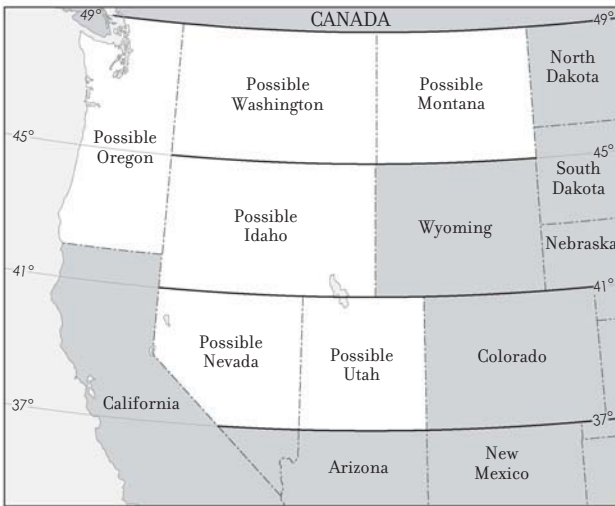 CANADA
49°
49°
North
Dakota
Possible
Washington
Possible
Montana
Possible
Oregon
45°
45°
South
Dakota
Possible
Idaho
Wyoming
Nebraska
41°
41°
Possible
Nevada
Possible
Utah
Colorado
California
37°
37°
Arizona
New
Mexico